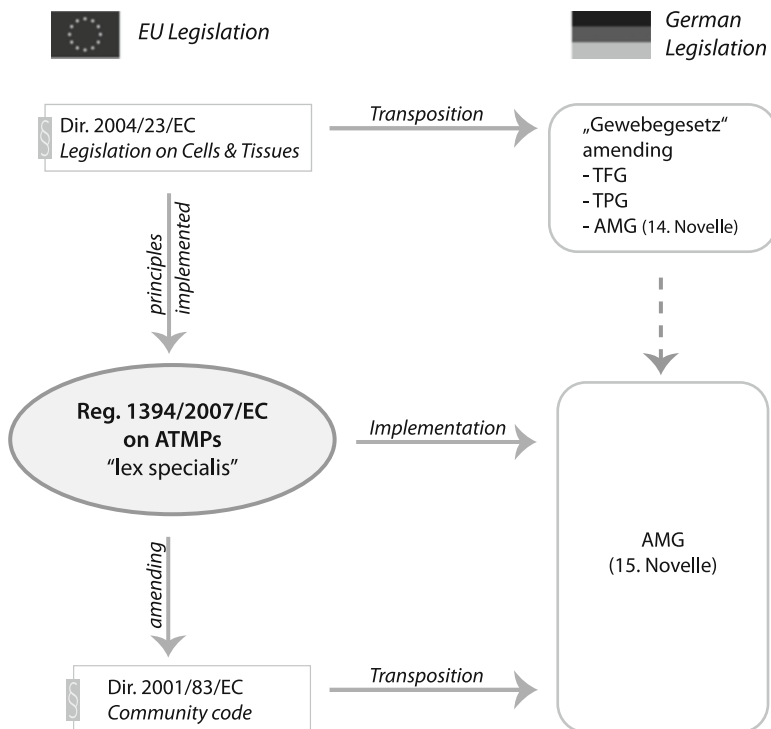 EU Legislation
German
Legislation
§ Dir. 2004/23/EC
Legislation on Cells & Tissues
Transposition
„Gewebegesetz“
amending
- TFG
- TPG
- AMG (14. Novelle)
principles
implemented
Reg. 1394/2007/EC
on ATMPs
“lex specialis”
Implementation
AMG
(15. Novelle)
amending
§ Dir. 2001/83/EC
Community code
Transposition